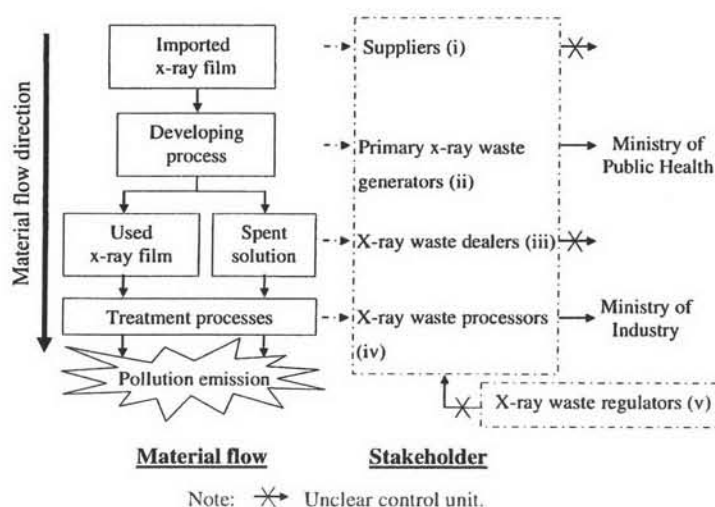 Material flow direction
Imported
x-ray film
Developing
process
Used
x-ray film
Spent
solution
Treatment processes
Pollution emission
Material flow
Suppliers (i)
Primary x-ray waste
generators (ii)
Ministry of
Public Health
X-ray waste dealers (iii)
X-ray waste processors
(iv)
Ministry of
Industry
X-ray waste regulators (v)
Stakeholder
Note: Unclear control unit.